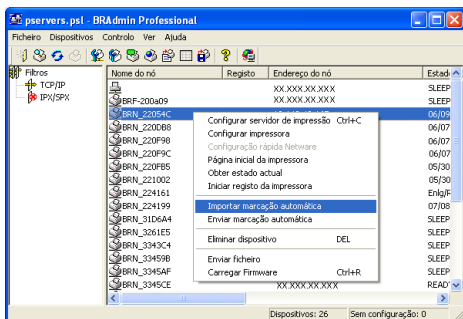 pservers.psl - BRAdmin Professional
Ficheiro Dispositivos Controlo Ver Ajuda
Filtros
TCP/IP
IPX/SPX
Nome do nó Registo Endereço do nó Estado
XX.XXX.XX.XXX SLEEP
BRF-200a09 XX.XXX.XX.XXX SLEEP
BRN_22054C 06/09
BRN_220DB8 06/07
BRN_220F98 06/07
BRN_220F9C 06/07
BRN_220FB5 05/30
BRN_221002 05/30
BRN_224161 Enlg/F
BRN_224199 07/08
BRN_31D6A4 SLEEP
BRN_3261E5 SLEEP
BRN_3343C4 SLEEP
BRN_33459B SLEEP
BRN_3345AF SLEEP
BRN_3345CE XX.XXX.XX.XXX READY
Configurar servidor de impressão Ctrl+C
Configurar impressora
Configuração rápida Netware
Página inicial da impressora
Obter estado actual
Iniciar registo da impressora
Importar marcação automática
Enviar marcação automática
Eliminar dispositivo DEL
Enviar ficheiro
Carregar Firmware Ctrl+R
Dispositivos: 26 Sem configuração: 0